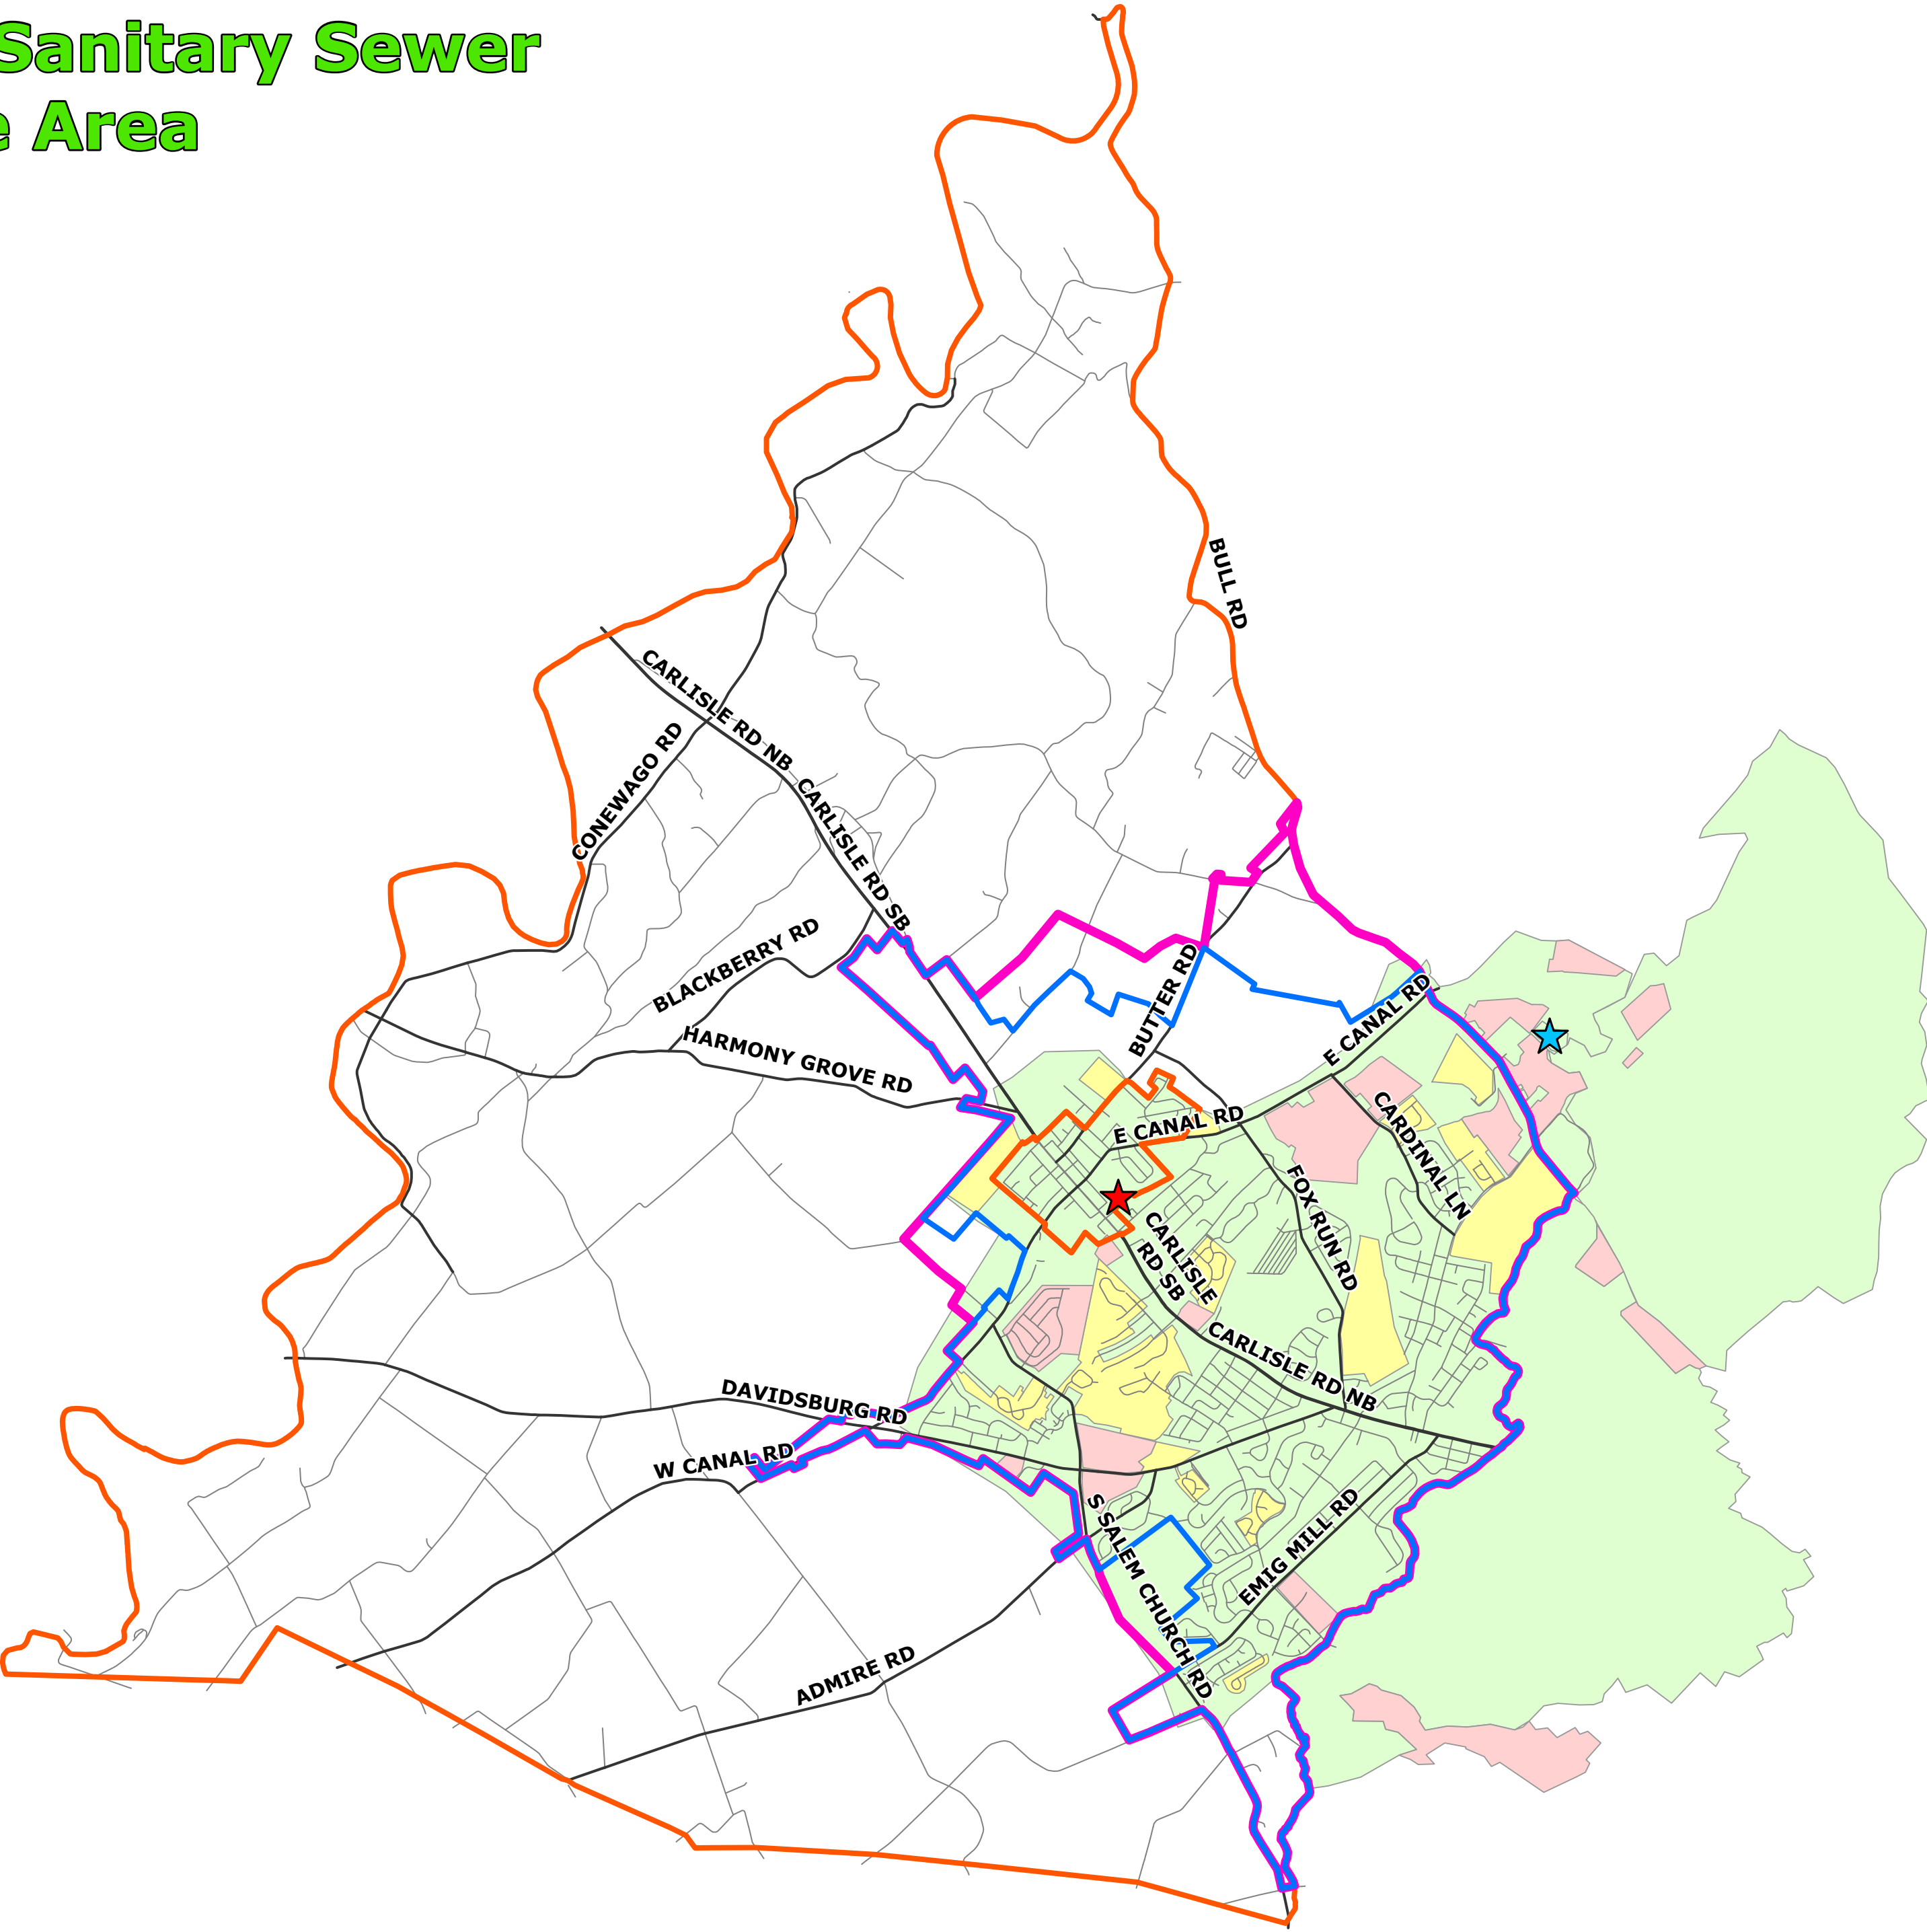 Sanitary Sewer
e Area
BULL RD
CARLISLE RD NB
CONEWAGO RD
CARLISLE RD SB
BLACKBERRY RD
BUTTER RD
E CANAL RD
HARMONY GROVE RD
E CANAL RD
CARDINAL LN
FOX RUN RD
CARLISLE
RD SB
CARLISLE RD NB
DAVIDSBURG RD
W CANAL RD
S SALEM CHURCH RD
EMIG MILL RD
ADMIRE RD